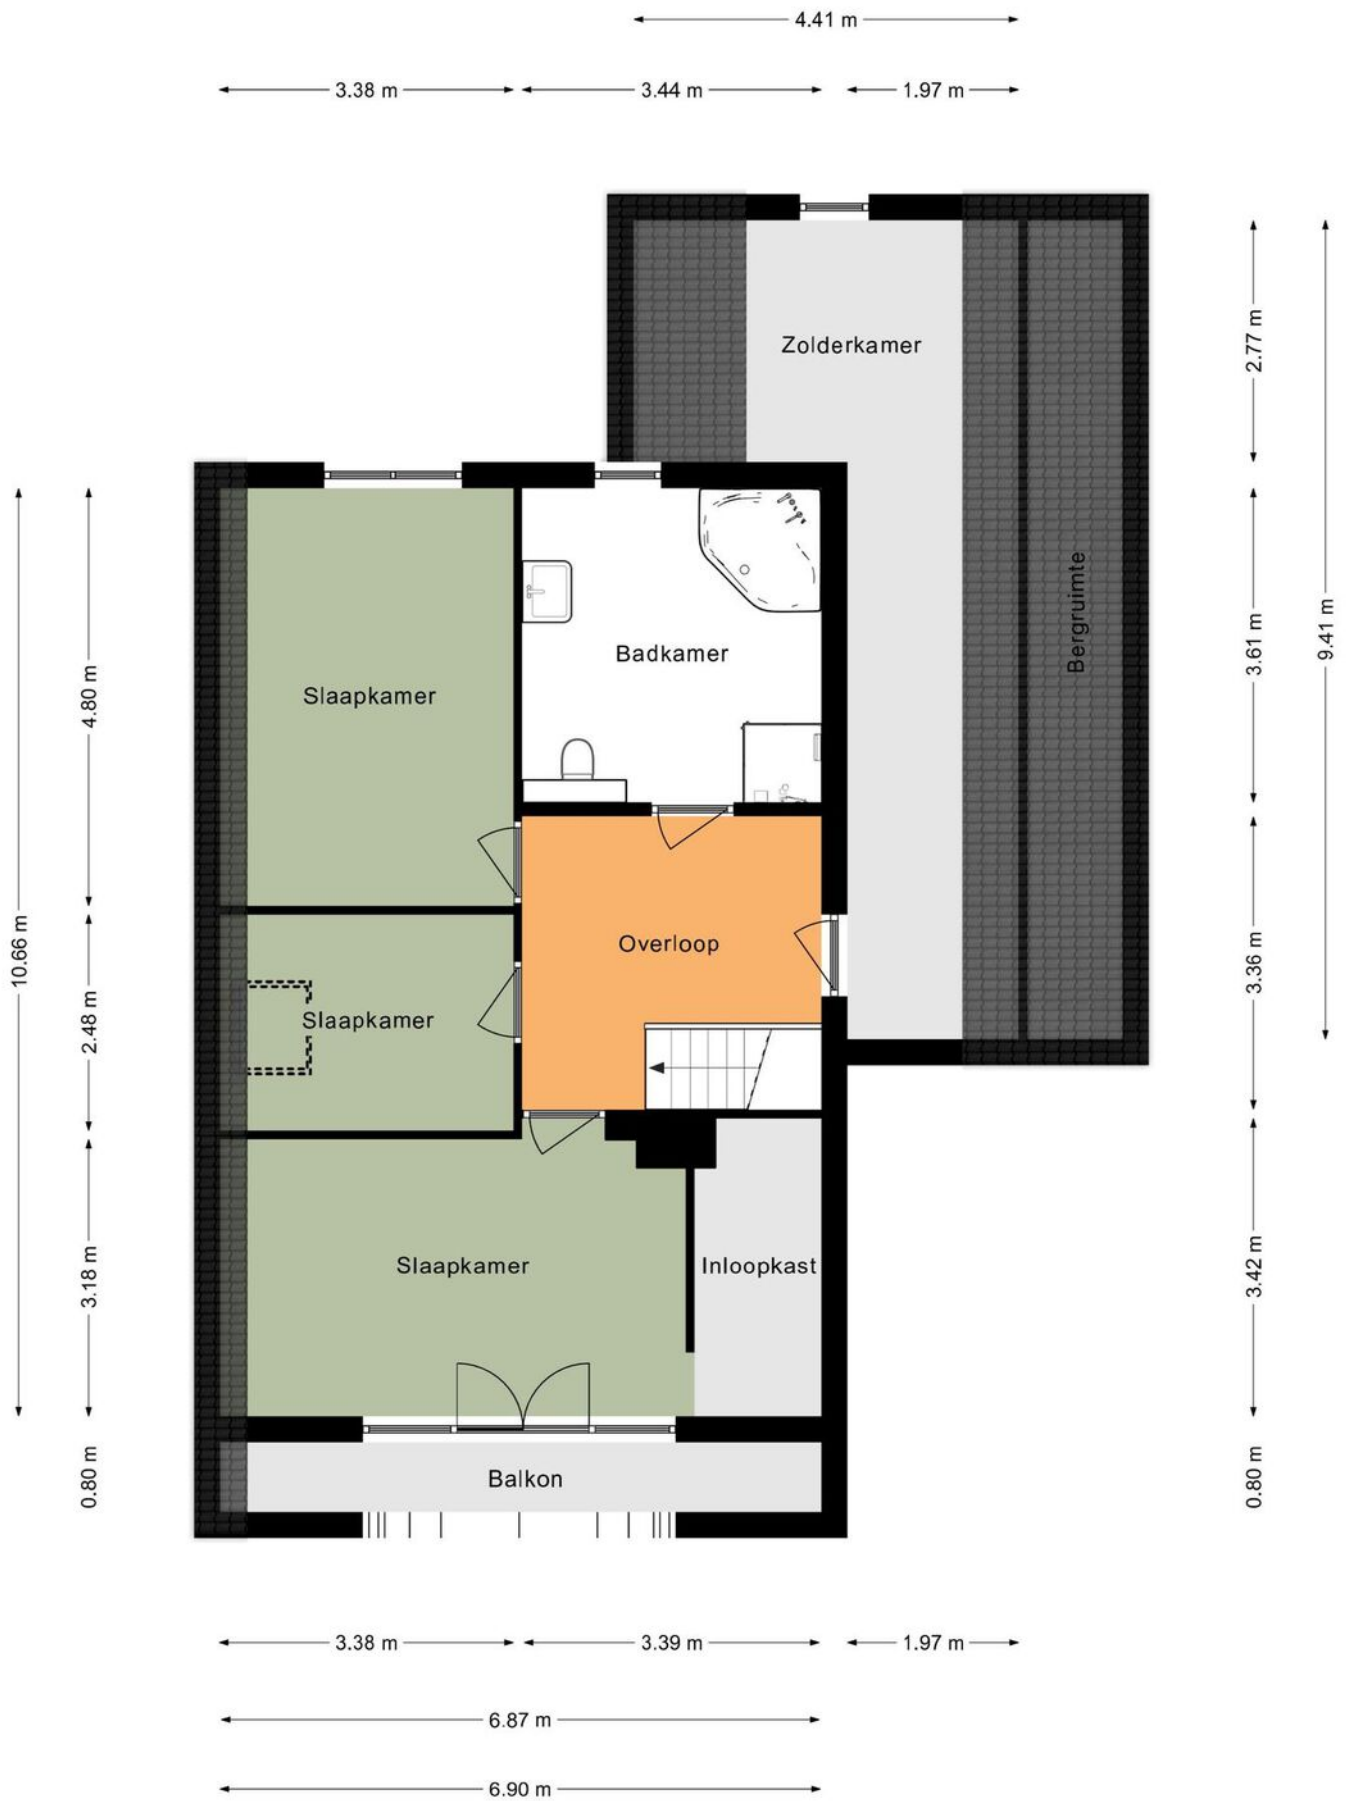 4.41 m
3.38 m
3.44 m
1.97 m
Zolderkamer
2.77 m
Bergruimte
3.61 m
9.41 m
4.80 m
Slaapkamer
Badkamer
10.66 m
2.48 m
Slaapkamer
Overloop
3.36 m
3.18 m
Slaapkamer
Inloopkast
3.42 m
0.80 m
Balkon
0.80 m
3.38 m
3.39 m
1.97 m
6.87 m
6.90 m